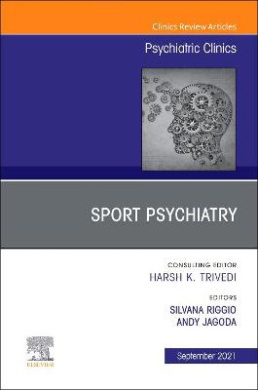 Clinics Review Articles
Psychiatric Clinics
SPORT PSYCHIATRY
CONSULTING EDITOR
HARSH K. TRIVEDI
EDITORS
SILVANA RIGGIO
ANDY JAGODA
ELSEVIER
September 2021